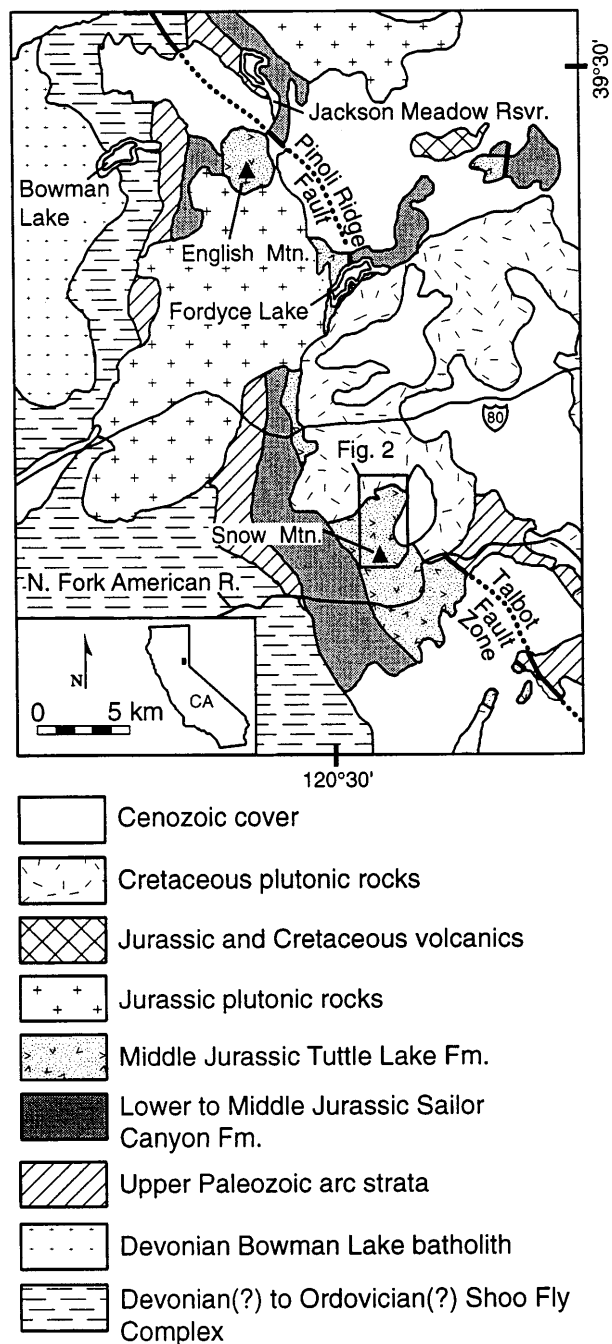 39°30'
Jackson Meadow Rsvr.
Bowman
Lake
Pinoli Ridge
Fault
English Mtn.
Fordyce Lake
80
Fig. 2
Snow Mtn.
N. Fork American R.
Talbot
Fault
Zone
N
CA
0 5 km
120°30'
Cenozoic cover
Cretaceous plutonic rocks
Jurassic and Cretaceous volcanics
Jurassic plutonic rocks
Middle Jurassic Tuttle Lake Fm.
Lower to Middle Jurassic Sailor
Canyon Fm.
Upper Paleozoic arc strata
Devonian Bowman Lake batholith
Devonian(?) to Ordovician(?) Shoo Fly
Complex